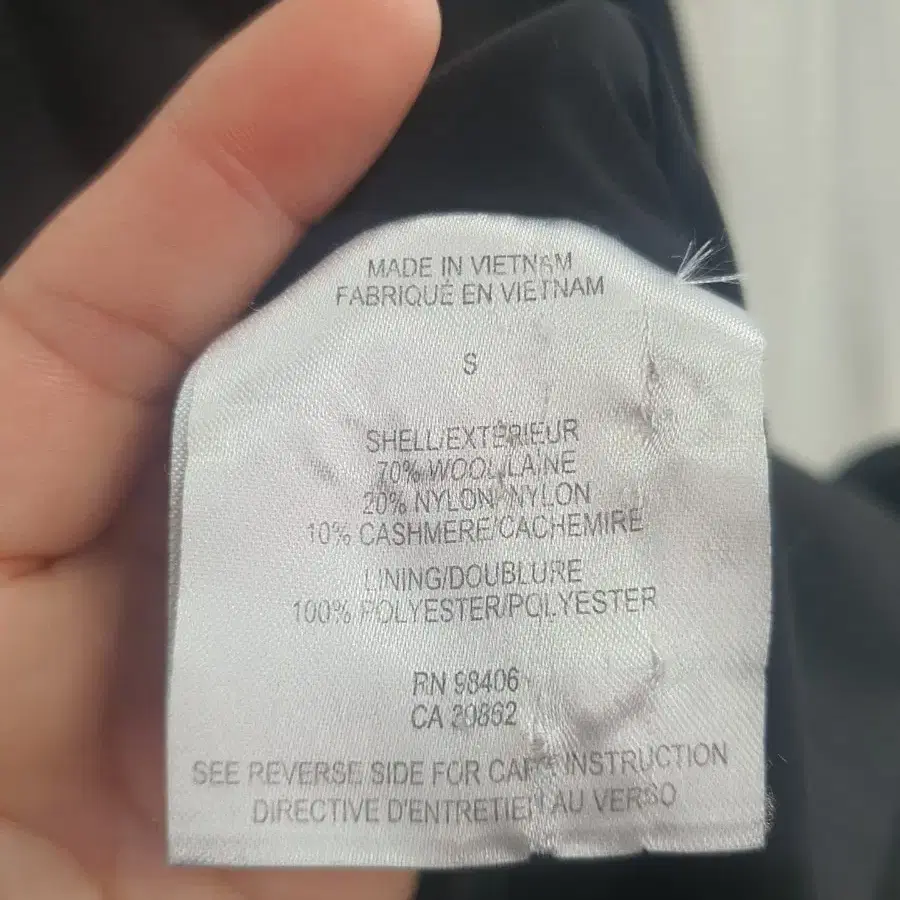 MADE IN VIETNAM
FABRIQUÉ EN VIETNAM
S
SHELL/EXTÉRIEUR
70% WOOL/LAINE
20% NYLON/NYLON
10% CASHMERE/CACHEMIRE
LINING/DOUBLURE
100% POLYESTER/POLYESTER
RN 98406
CA 20862
SEE REVERSE SIDE FOR CARE INSTRUCTION
DIRECTIVE D'ENTRETIEN AU VERSO